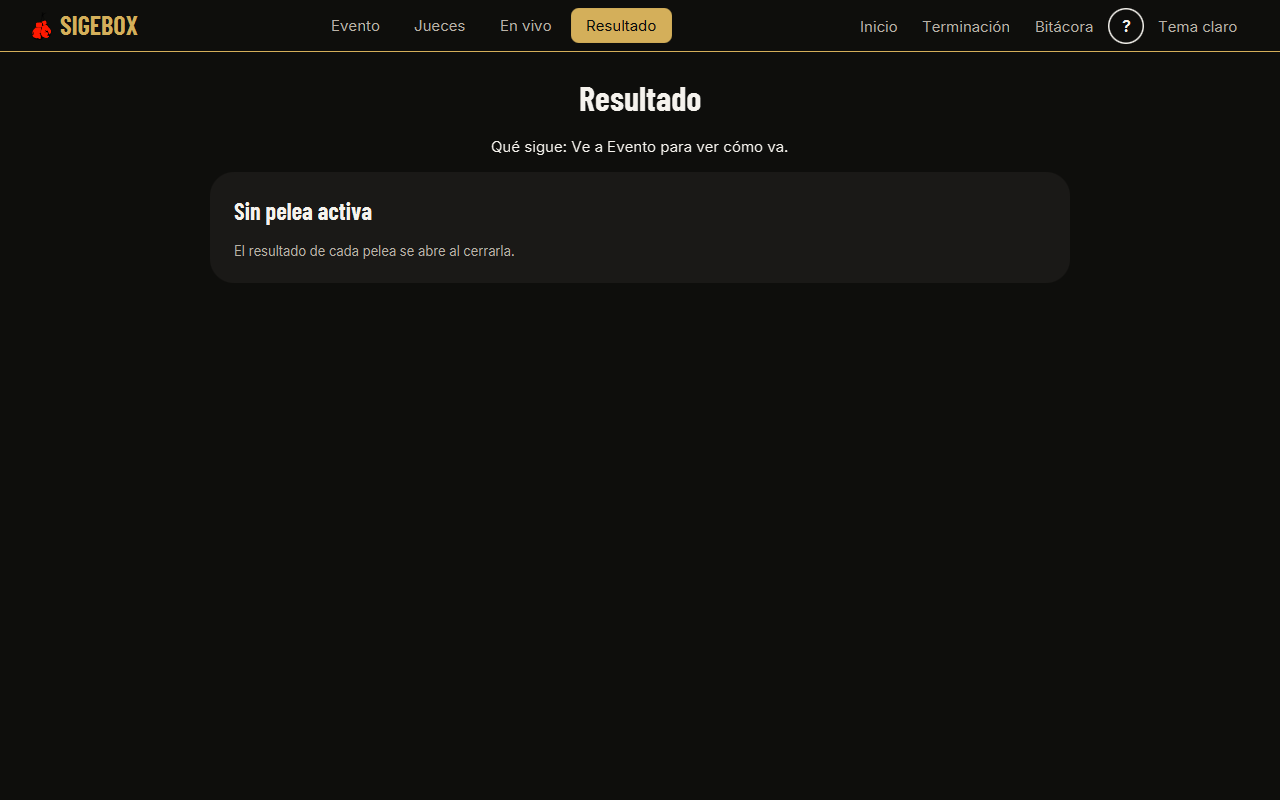 SIGEBOX
Evento
Jueces
En vivo
Resultado
Inicio
Terminación
Bitácora
?
Tema claro
Resultado
Qué sigue: Ve a Evento para ver cómo va.
Sin pelea activa
El resultado de cada pelea se abre al cerrarla.